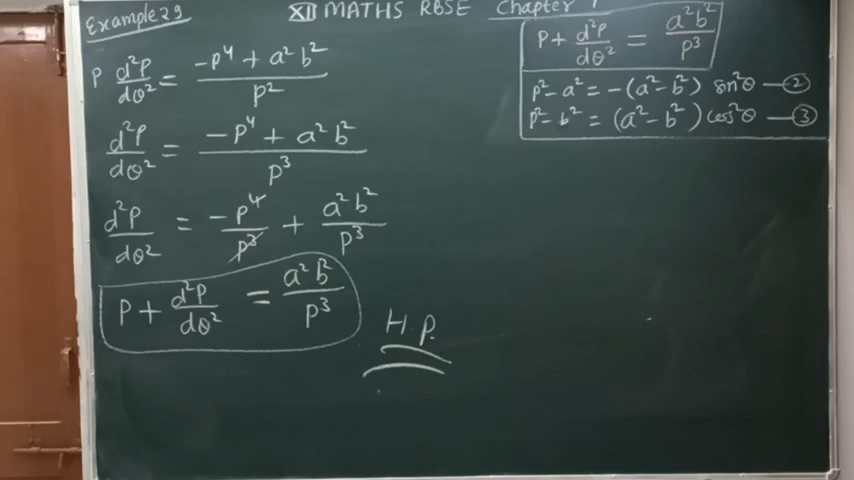 XII MATHS RBSE Chapter
Example 29
P d²P/dθ² = (-P⁴ + a²b²)/P²
d²P/dθ² = (-P⁴ + a²b²)/P³
d²P/dθ² = -P⁴/P³ + a²b²/P³
P + d²P/dθ² = a²b²/P³
H.P.
P + d²P/dθ² = a²b²/P³
P² - a² = -(a² - b²) sin²θ — ②
P² - b² = (a² - b²) cos²θ — ③